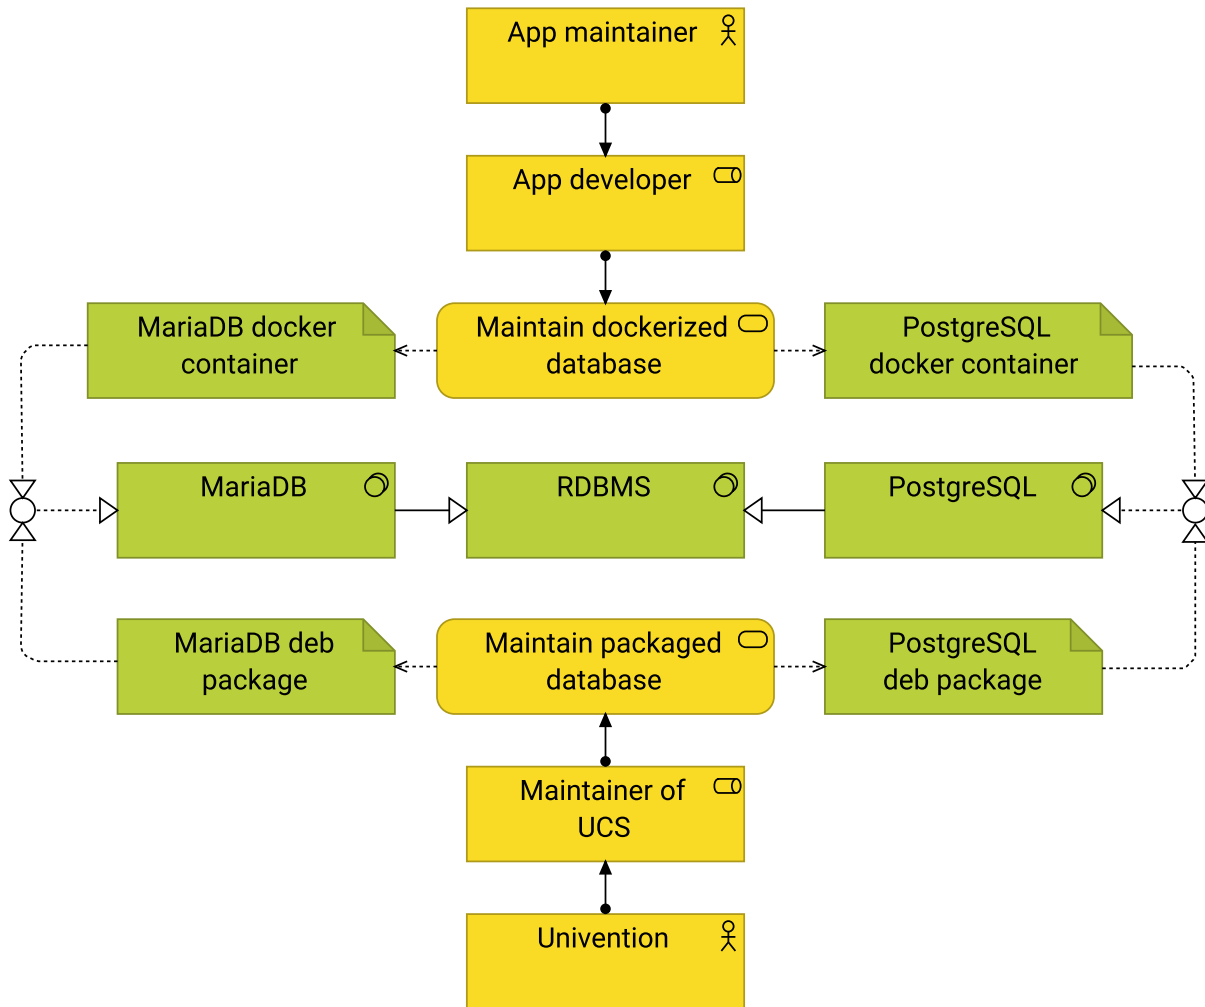 App maintainer
App developer
MariaDB docker
container
Maintain dockerized
database
PostgreSQL
docker container
MariaDB
RDBMS
PostgreSQL
MariaDB deb
package
Maintain packaged
database
PostgreSQL
deb package
Maintainer of
UCS
Univention